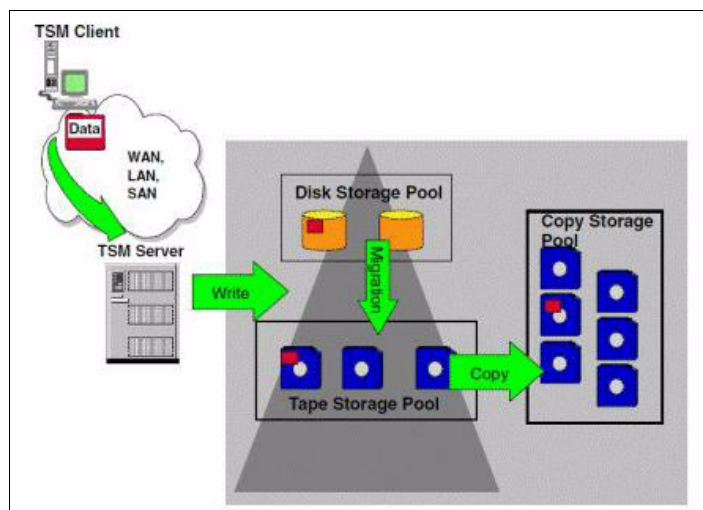 TSM Client
Data
WAN,
LAN,
SAN
TSM Server
Write
Disk Storage Pool
Migration
Tape Storage Pool
Copy
Copy Storage
Pool